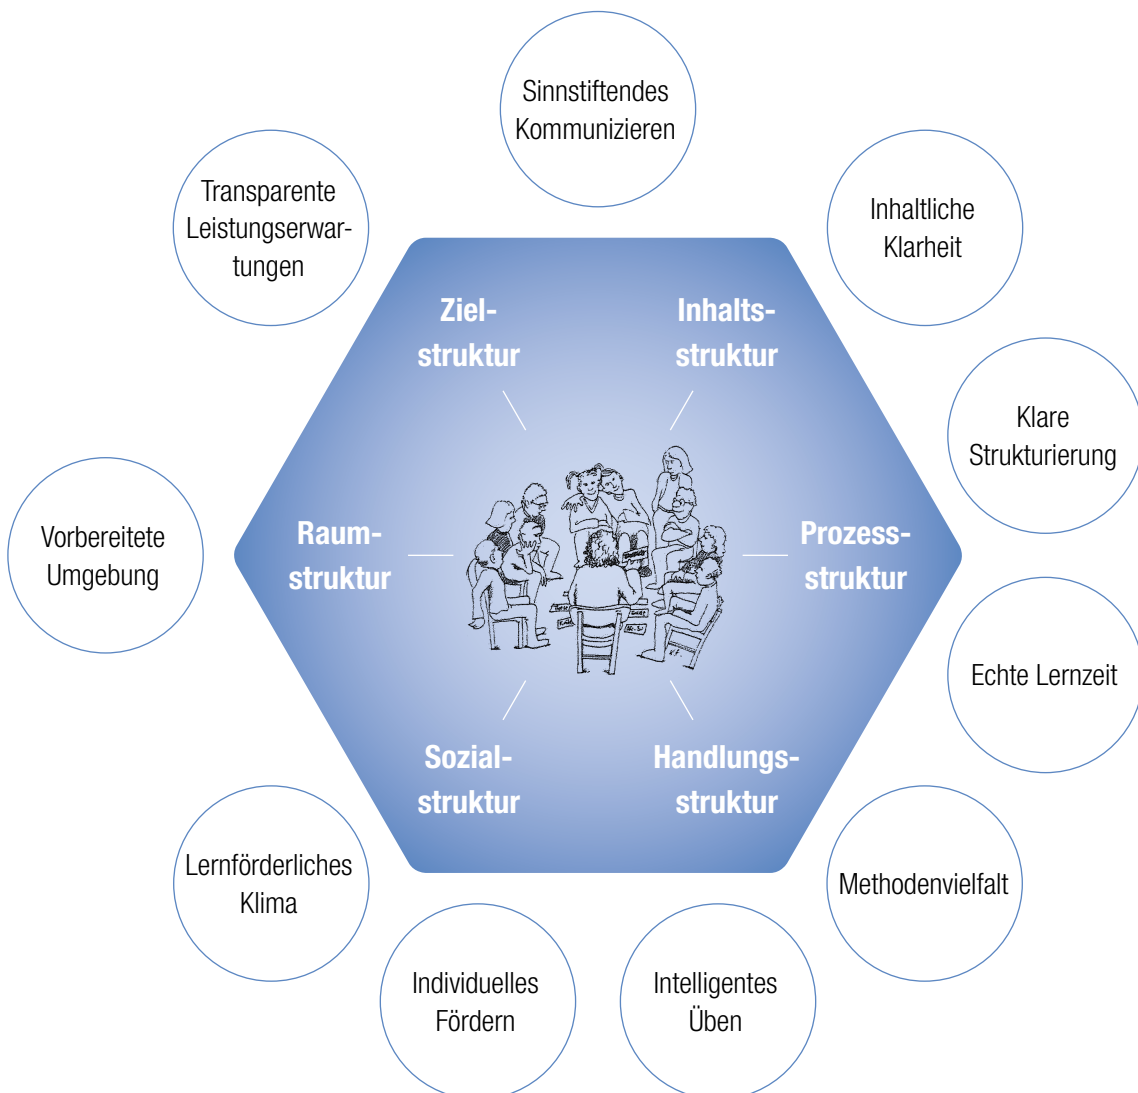 Sinnstiftendes
Kommunizieren
Transparente
Leistungserwar-
tungen
Inhaltliche
Klarheit
Ziel-
struktur
Inhalts-
struktur
Klare
Strukturierung
Vorbereitete
Umgebung
Raum-
struktur
Prozess-
struktur
Echte Lernzeit
Sozial-
struktur
Handlungs-
struktur
Lernförderliches
Klima
Methodenvielfalt
Individuelles
Fördern
Intelligentes
Üben